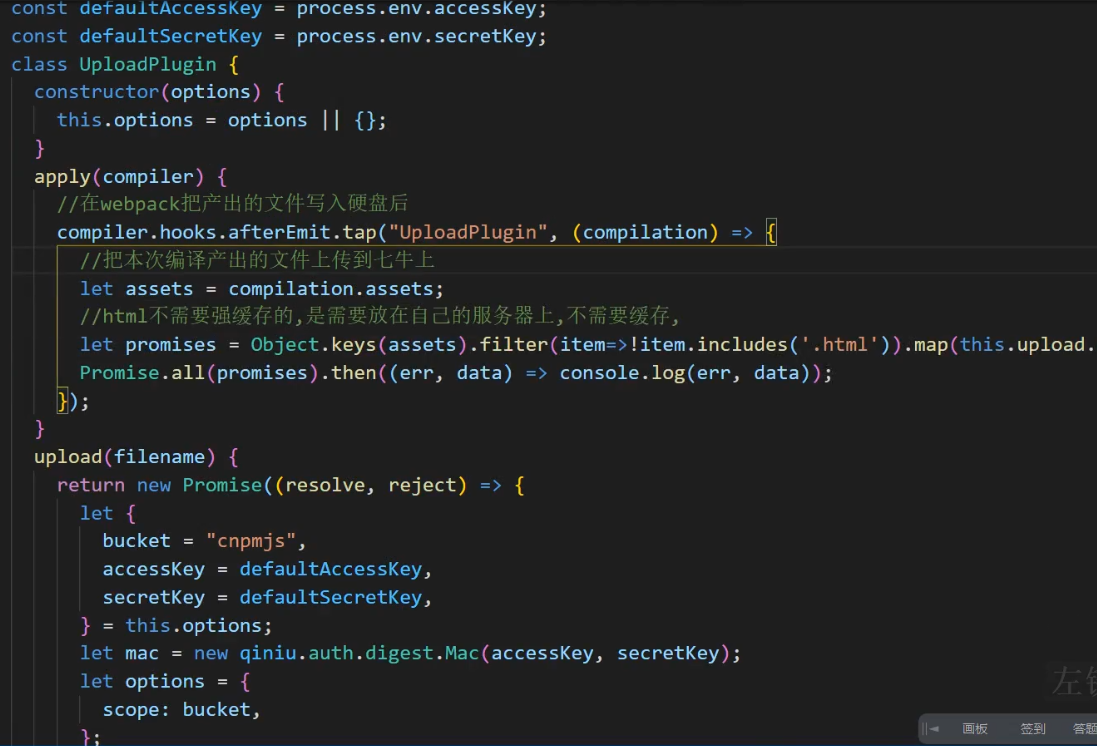 const defaultAccessKey = process.env.accessKey;
const defaultSecretKey = process.env.secretKey;
class UploadPlugin {
  constructor(options) {
    this.options = options || {};
  }
  apply(compiler) {
    //在webpack把产出的文件写入硬盘后
    compiler.hooks.afterEmit.tap("UploadPlugin", (compilation) => {
      //把本次编译产出的文件上传到七牛上
      let assets = compilation.assets;
      //html不需要强缓存的,是需要放在自己的服务器上,不需要缓存,
      let promises = Object.keys(assets).filter(item=>!item.includes('.html')).map(this.upload.
      Promise.all(promises).then((err, data) => console.log(err, data));
    });
  }
  upload(filename) {
    return new Promise((resolve, reject) => {
      let {
        bucket = "cnpmjs",
        accessKey = defaultAccessKey,
        secretKey = defaultSecretKey,
      } = this.options;
      let mac = new qiniu.auth.digest.Mac(accessKey, secretKey);
      let options = {
        scope: bucket,
      };
左
画板 签到 答题